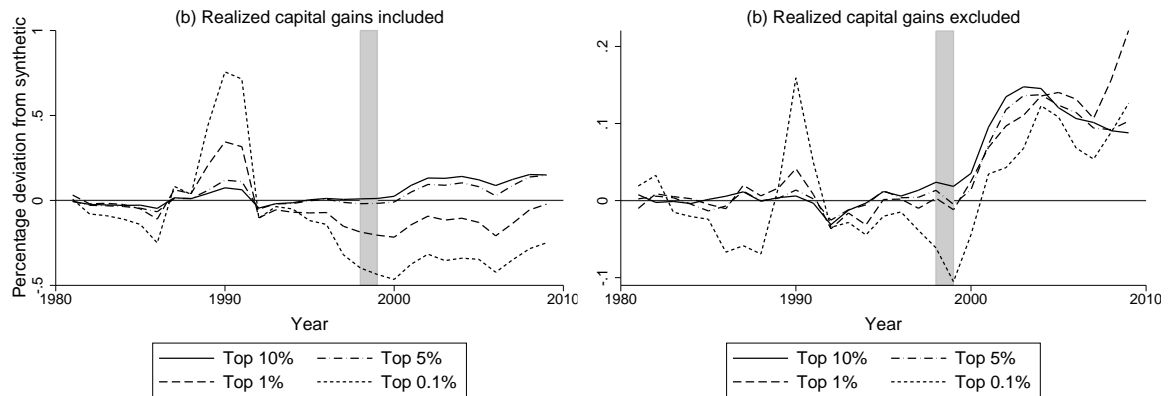 (b) Realized capital gains included
Percentage deviation from synthetic
1
.5
0
-.5
1980
1990
2000
2010
Year
Top 10%
Top 5%
Top 1%
Top 0.1%
(b) Realized capital gains excluded
.2
.1
0
-.1
1980
1990
2000
2010
Year
Top 10%
Top 5%
Top 1%
Top 0.1%